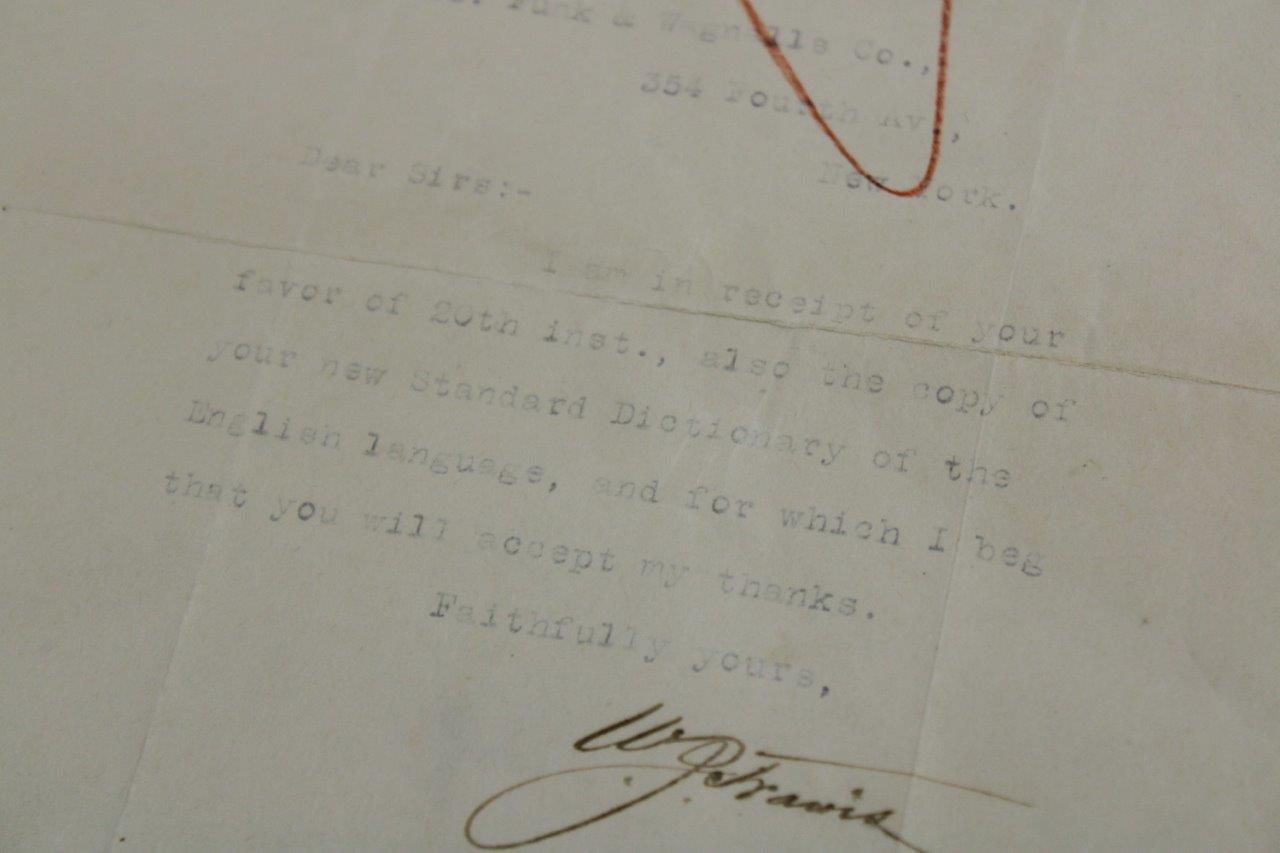 Funk & Wagnalls Co.,
354 Fourth Av.,
New York.
Dear Sirs:-
I am in receipt of your
favor of 20th inst., also the copy of
your new Standard Dictionary of the
English language, and for which I beg
that you will accept my thanks.
Faithfully yours,
W. J. Travis